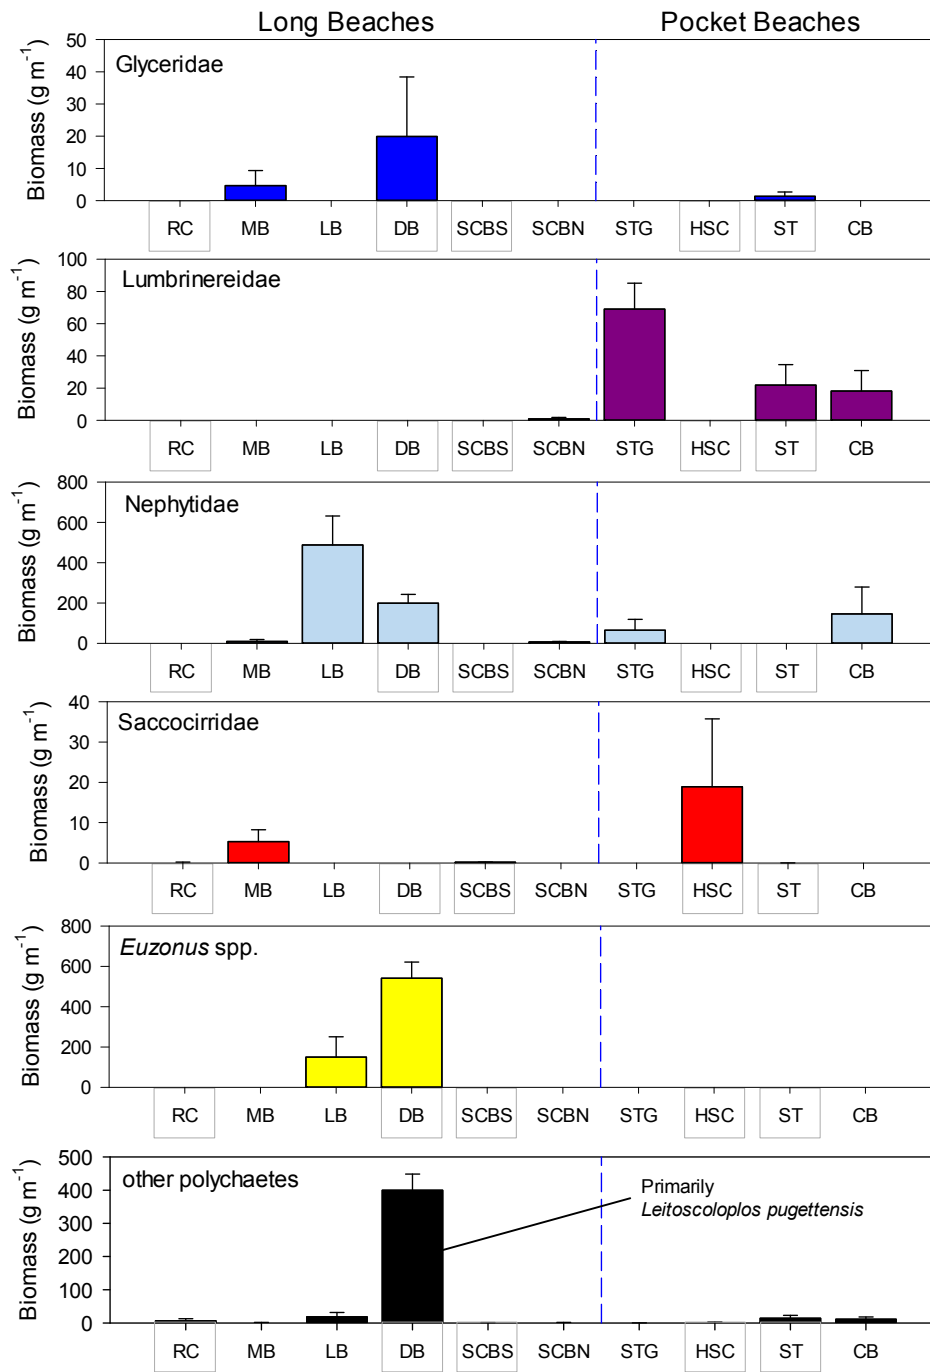 Long Beaches Pocket Beaches
Biomass (g m⁻¹)
50
40
30
20
10
0
Glyceridae
RC MB LB DB SCBS SCBN STG HSC ST CB
Biomass (g m⁻¹)
100
80
60
40
20
0
Lumbrinereidae
RC MB LB DB SCBS SCBN STG HSC ST CB
Biomass (g m⁻¹)
800
600
400
200
0
Nephytidae
RC MB LB DB SCBS SCBN STG HSC ST CB
Biomass (g m⁻¹)
40
30
20
10
0
Saccocirridae
RC MB LB DB SCBS SCBN STG HSC ST CB
Biomass (g m⁻¹)
800
600
400
200
0
Euzonus spp.
RC MB LB DB SCBS SCBN STG HSC ST CB
Biomass (g m⁻¹)
500
400
300
200
100
0
other polychaetes
Primarily
Leitoscoloplos pugettensis
RC MB LB DB SCBS SCBN STG HSC ST CB